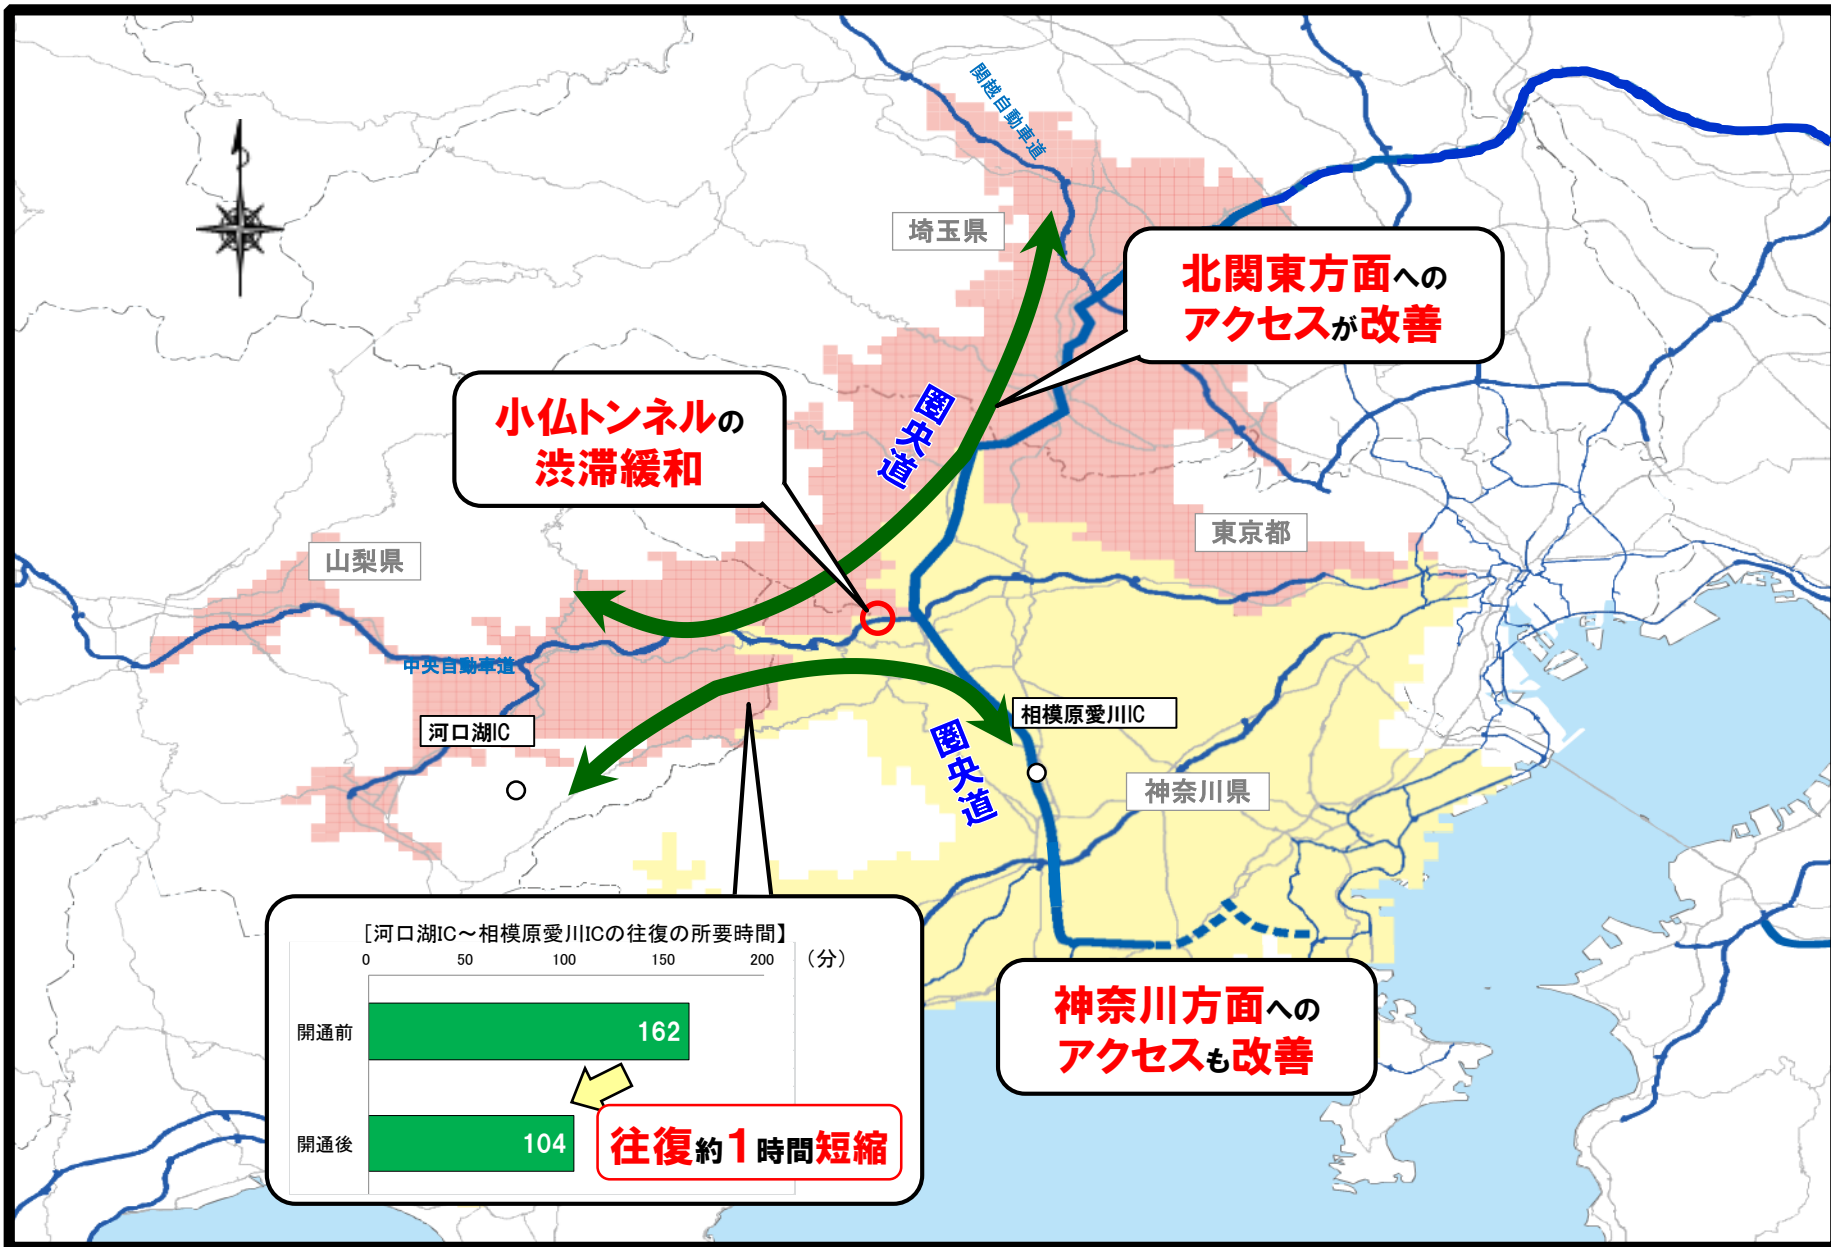 関越自動車道
埼玉県
北関東方面への
アクセスが改善
小仏トンネルの
渋滞緩和
圏央道
山梨県
東京都
中央自動車道
河口湖IC
相模原愛川IC
圏央道
神奈川県
[河口湖IC～相模原愛川ICの往復の所要時間]
0 50 100 150 200 （分）
開通前 162
開通後 104
往復約1時間短縮
神奈川方面への
アクセスも改善